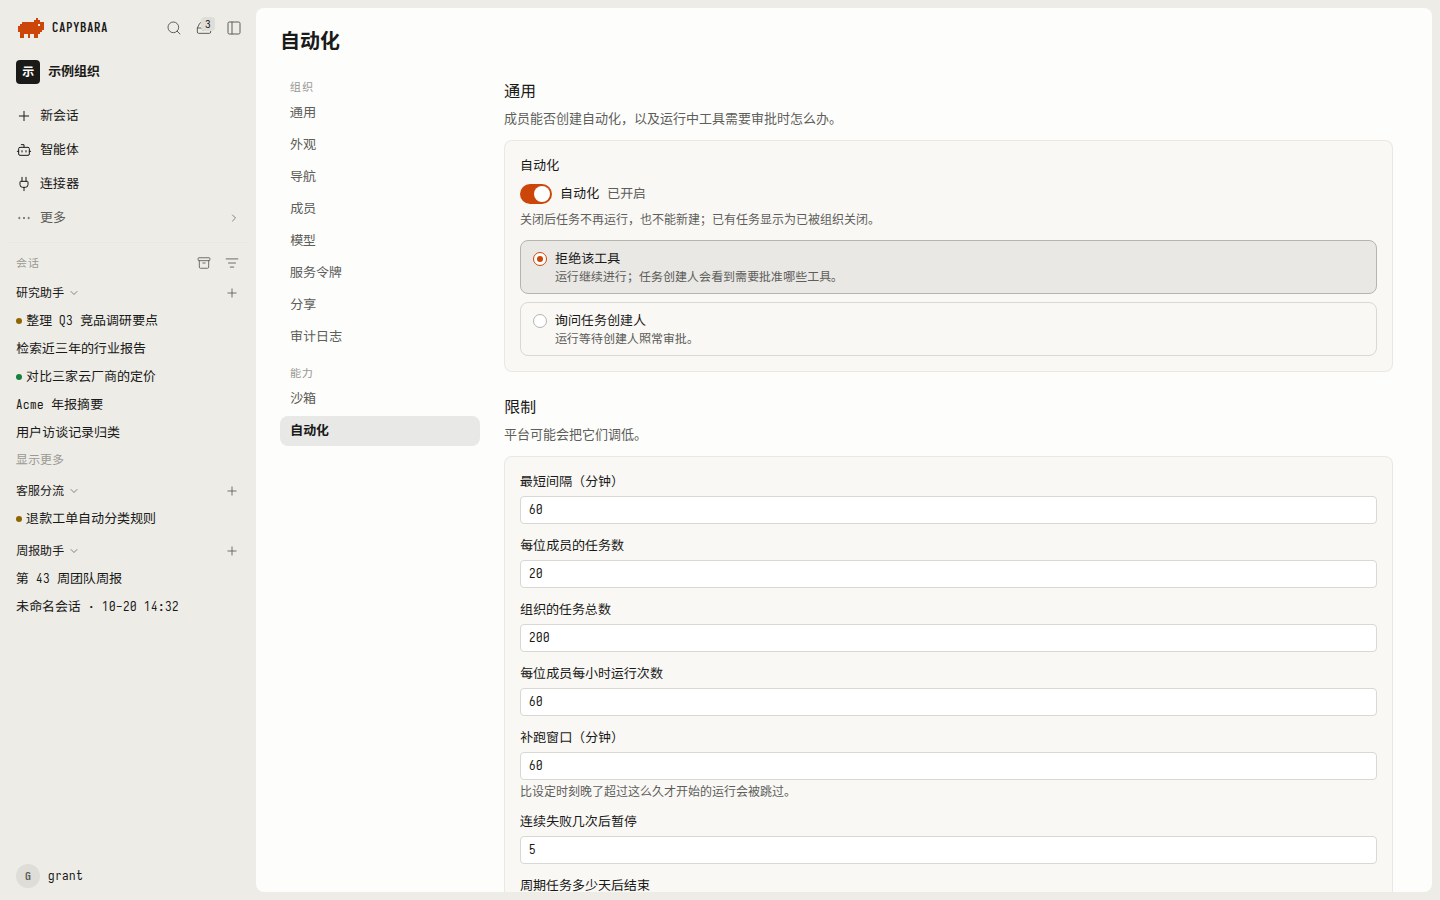 CAPYBARA
3
示 示例组织
新会话
智能体
连接器
更多
会话
研究助手
整理 Q3 竞品调研要点
检索近三年的行业报告
对比三家云厂商的定价
Acme 年报摘要
用户访谈记录归类
显示更多
客服分流
退款工单自动分类规则
周报助手
第 43 周团队周报
未命名会话 · 10-20 14:32
G grant
自动化
组织
通用
外观
导航
成员
模型
服务令牌
分享
审计日志
能力
沙箱
自动化
通用
成员能否创建自动化，以及运行中工具需要审批时怎么办。
自动化
自动化 已开启
关闭后任务不再运行，也不能新建；已有任务显示为已被组织关闭。
拒绝该工具
运行继续进行；任务创建人会看到需要批准哪些工具。
询问任务创建人
运行等待创建人照常审批。
限制
平台可能会把它们调低。
最短间隔（分钟）
60
每位成员的任务数
20
组织的任务总数
200
每位成员每小时运行次数
60
补跑窗口（分钟）
60
比设定时刻晚了超过这么久才开始的运行会被跳过。
连续失败几次后暂停
5
周期任务多少天后结束